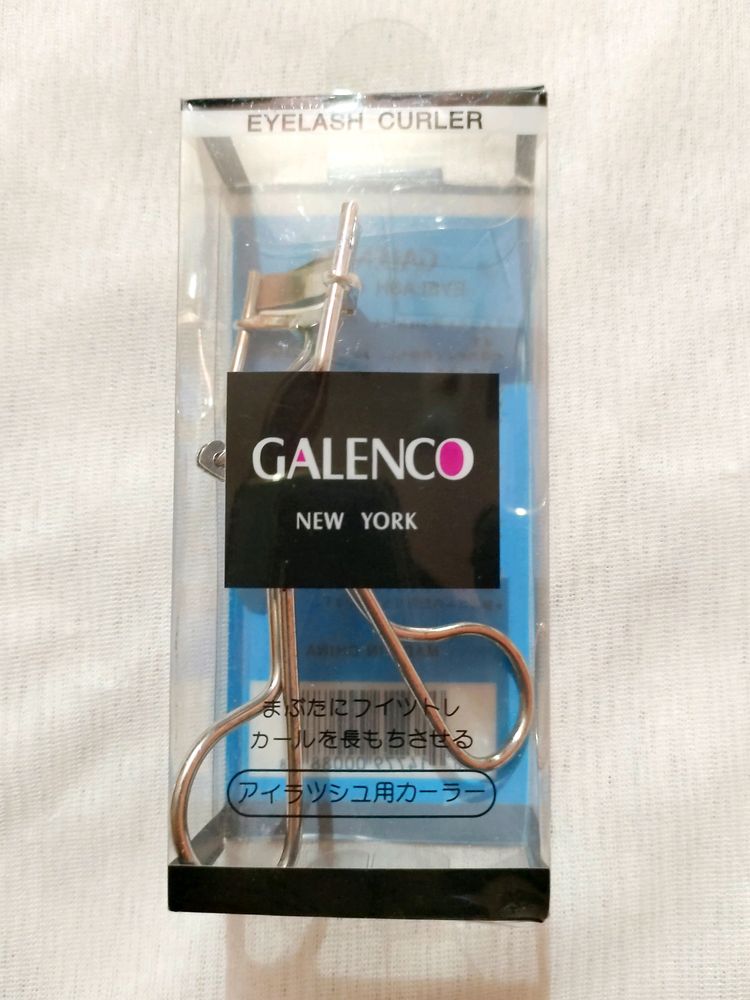 EYELASH CURLER
GALENCO
NEW YORK
まぶたにフイツトし
カールを長もちさせる
アイラツシユ用カーラー